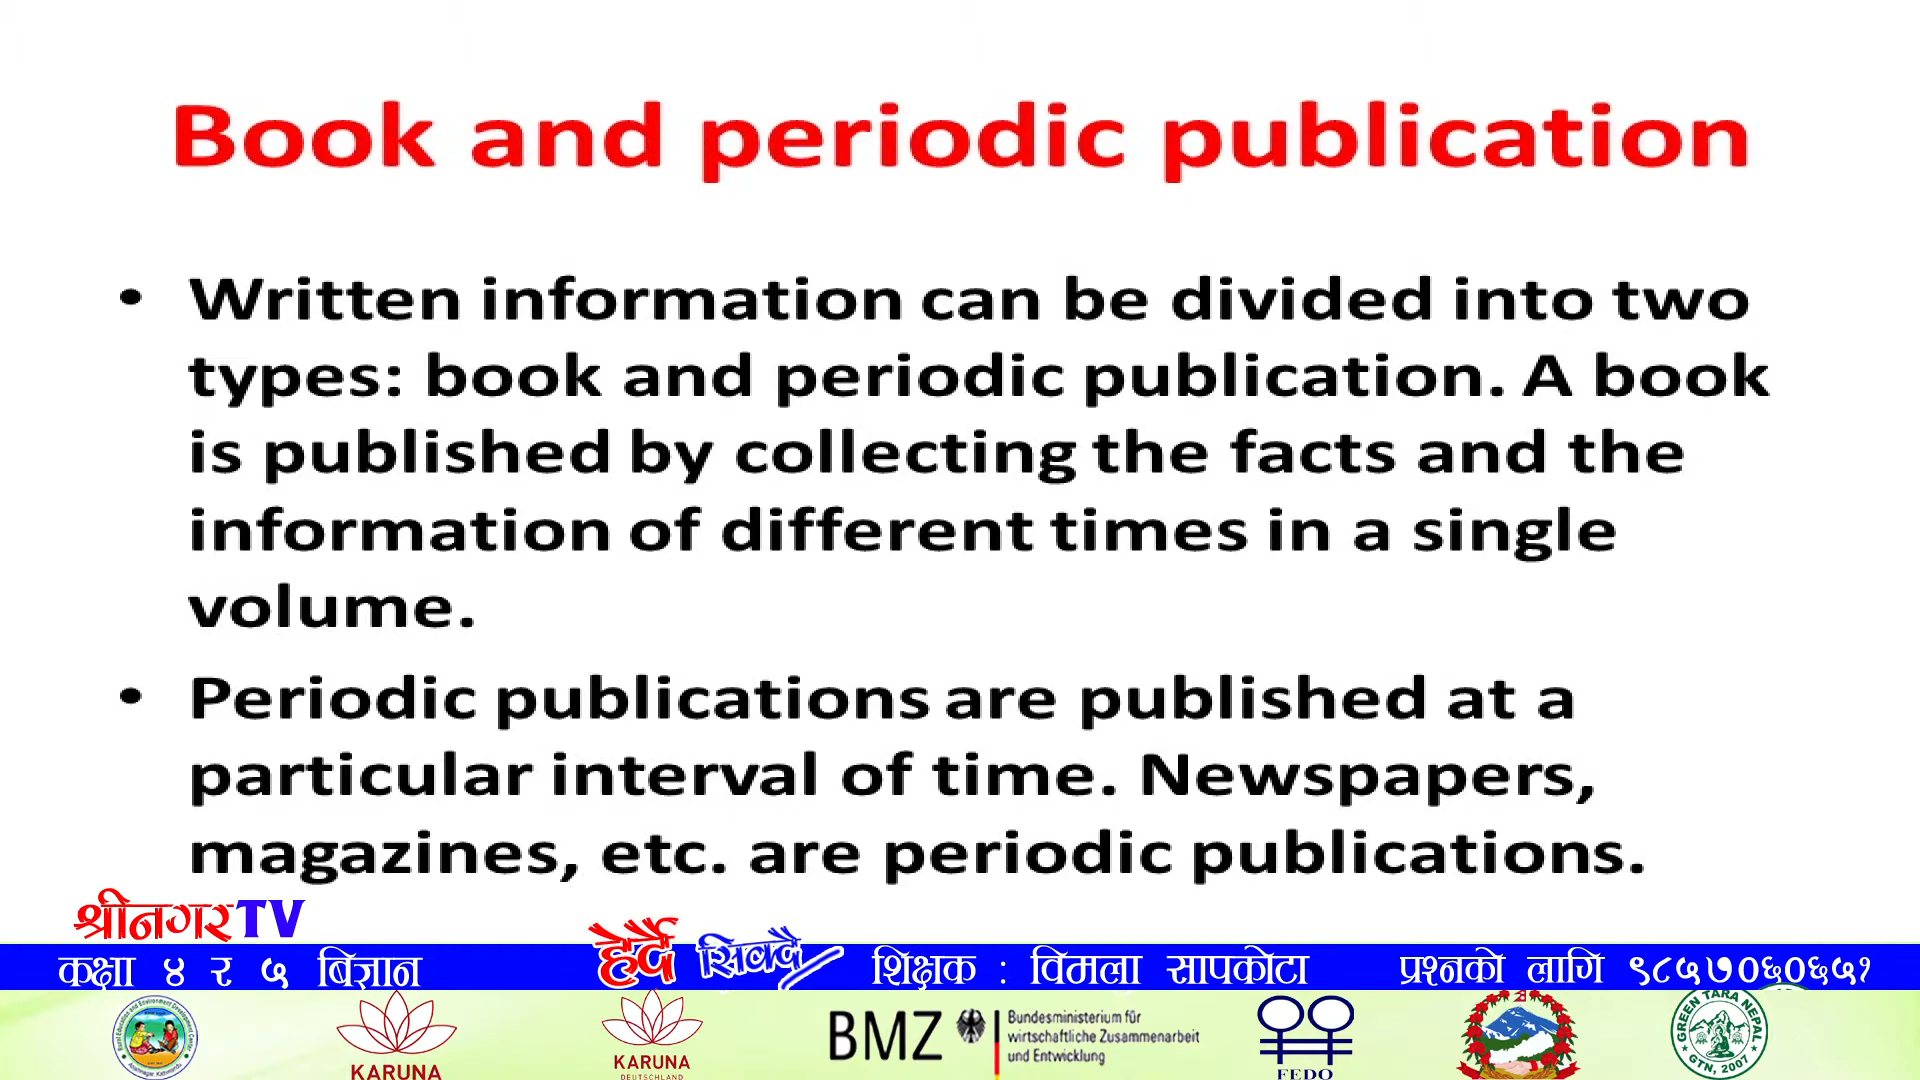 Book and periodic publication
• Written information can be divided into two
types: book and periodic publication. A book
is published by collecting the facts and the
information of different times in a single
volume.
• Periodic publications are published at a
particular interval of time. Newspapers,
magazines, etc. are periodic publications.
श्रीनगरTV
कक्षा ४ र ५ बिज्ञान
हेर्दै सिक्दै
शिक्षक : विमला सापकोटा
प्रश्नको लागि ९८५७०६०६५१
KARUNA
KARUNA
DEUTSCHLAND
BMZ
Bundesministerium für
wirtschaftliche Zusammenarbeit
und Entwicklung
FEDO
GREEN TARA NEPAL
GTN, 2007